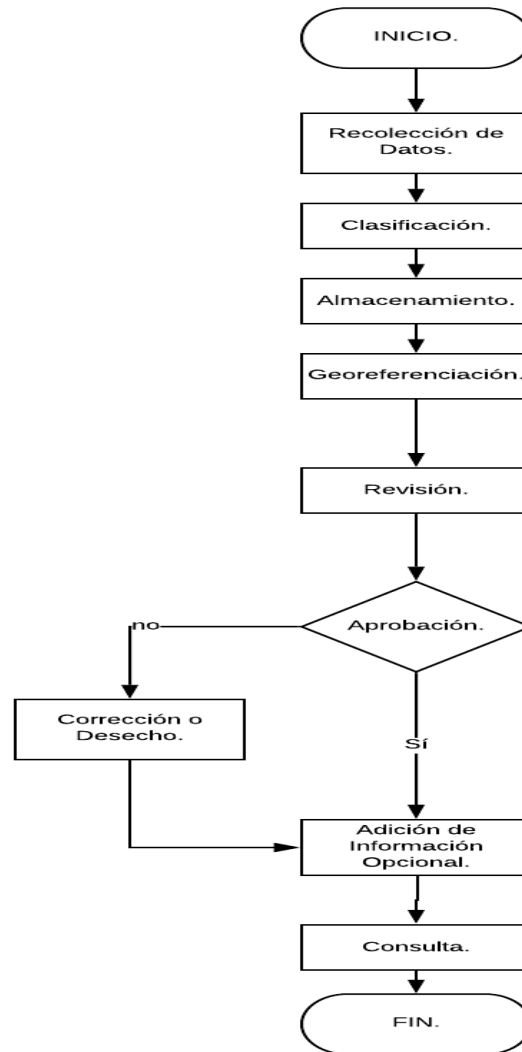 INICIO.
Recolección de
Datos.
Clasificación.
Almacenamiento.
Georeferenciación.
Revisión.
Aprobación.
no
Corrección o
Desecho.
Sí
Adición de
Información
Opcional.
Consulta.
FIN.